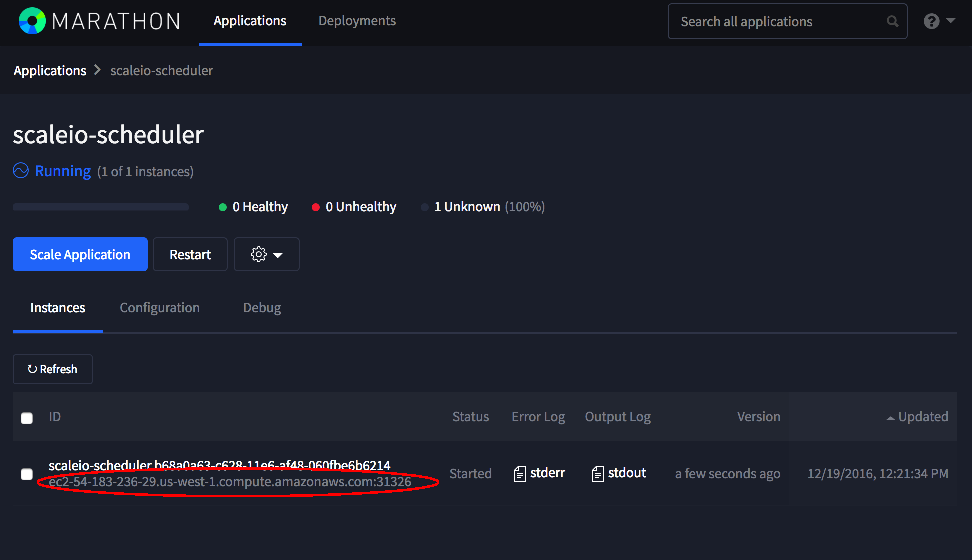 MARATHON Applications Deployments Search all applications ?
Applications > scaleio-scheduler
scaleio-scheduler
Running (1 of 1 instances)
0 Healthy 0 Unhealthy 1 Unknown (100%)
Scale Application Restart
Instances Configuration Debug
Refresh
ID Status Error Log Output Log Version Updated
scaleio-scheduler.b68a0a63-c628-11e6-af48-060fbe6b6214
ec2-54-183-236-29.us-west-1.compute.amazonaws.com:31326 Started stderr stdout a few seconds ago 12/19/2016, 12:21:34 PM